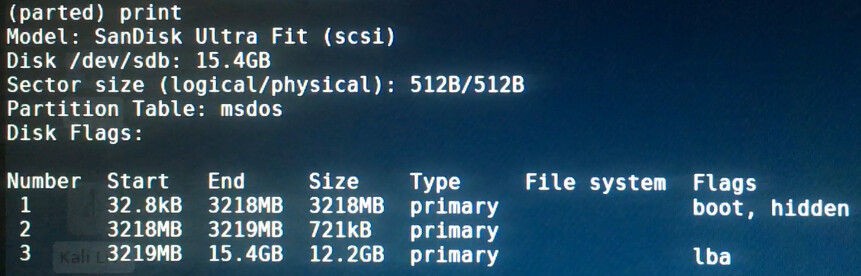 (parted) print
Model: SanDisk Ultra Fit (scsi)
Disk /dev/sdb: 15.4GB
Sector size (logical/physical): 512B/512B
Partition Table: msdos
Disk Flags:
Number  Start   End     Size    Type     File system  Flags
 1      32.8kB  3218MB  3218MB  primary               boot, hidden
 2      3218MB  3219MB  721kB   primary
 3      3219MB  15.4GB  12.2GB  primary               lba
Kali L